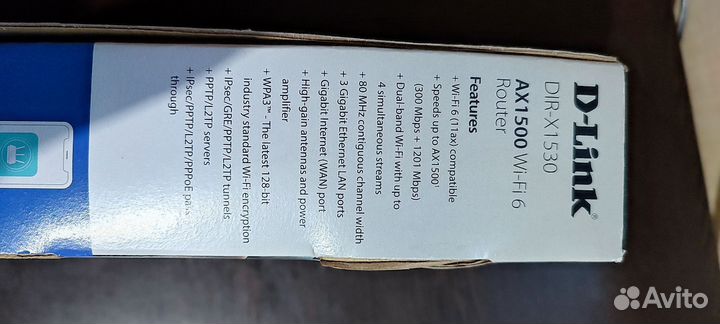 D-Link®
DIR-X1530
AX1500 Wi-Fi 6
Router
Features
+ Wi-Fi 6 (11ax) compatible
+ Speeds up to AX1500¹
(300 Mbps + 1201 Mbps)
+ Dual-band Wi-Fi with up to
4 simultaneous streams
+ 80 MHz contiguous channel width
+ 3 Gigabit Ethernet LAN ports
+ Gigabit Internet (WAN) port
+ High-gain antennas and power
amplifier
+ WPA3™ - The latest 128-bit
industry standard Wi-Fi encryption
+ IPsec/GRE/PPTP/L2TP tunnels
+ PPTP/L2TP servers
+ IPsec/PPTP/L2TP/PPPoE pass
through
Avito